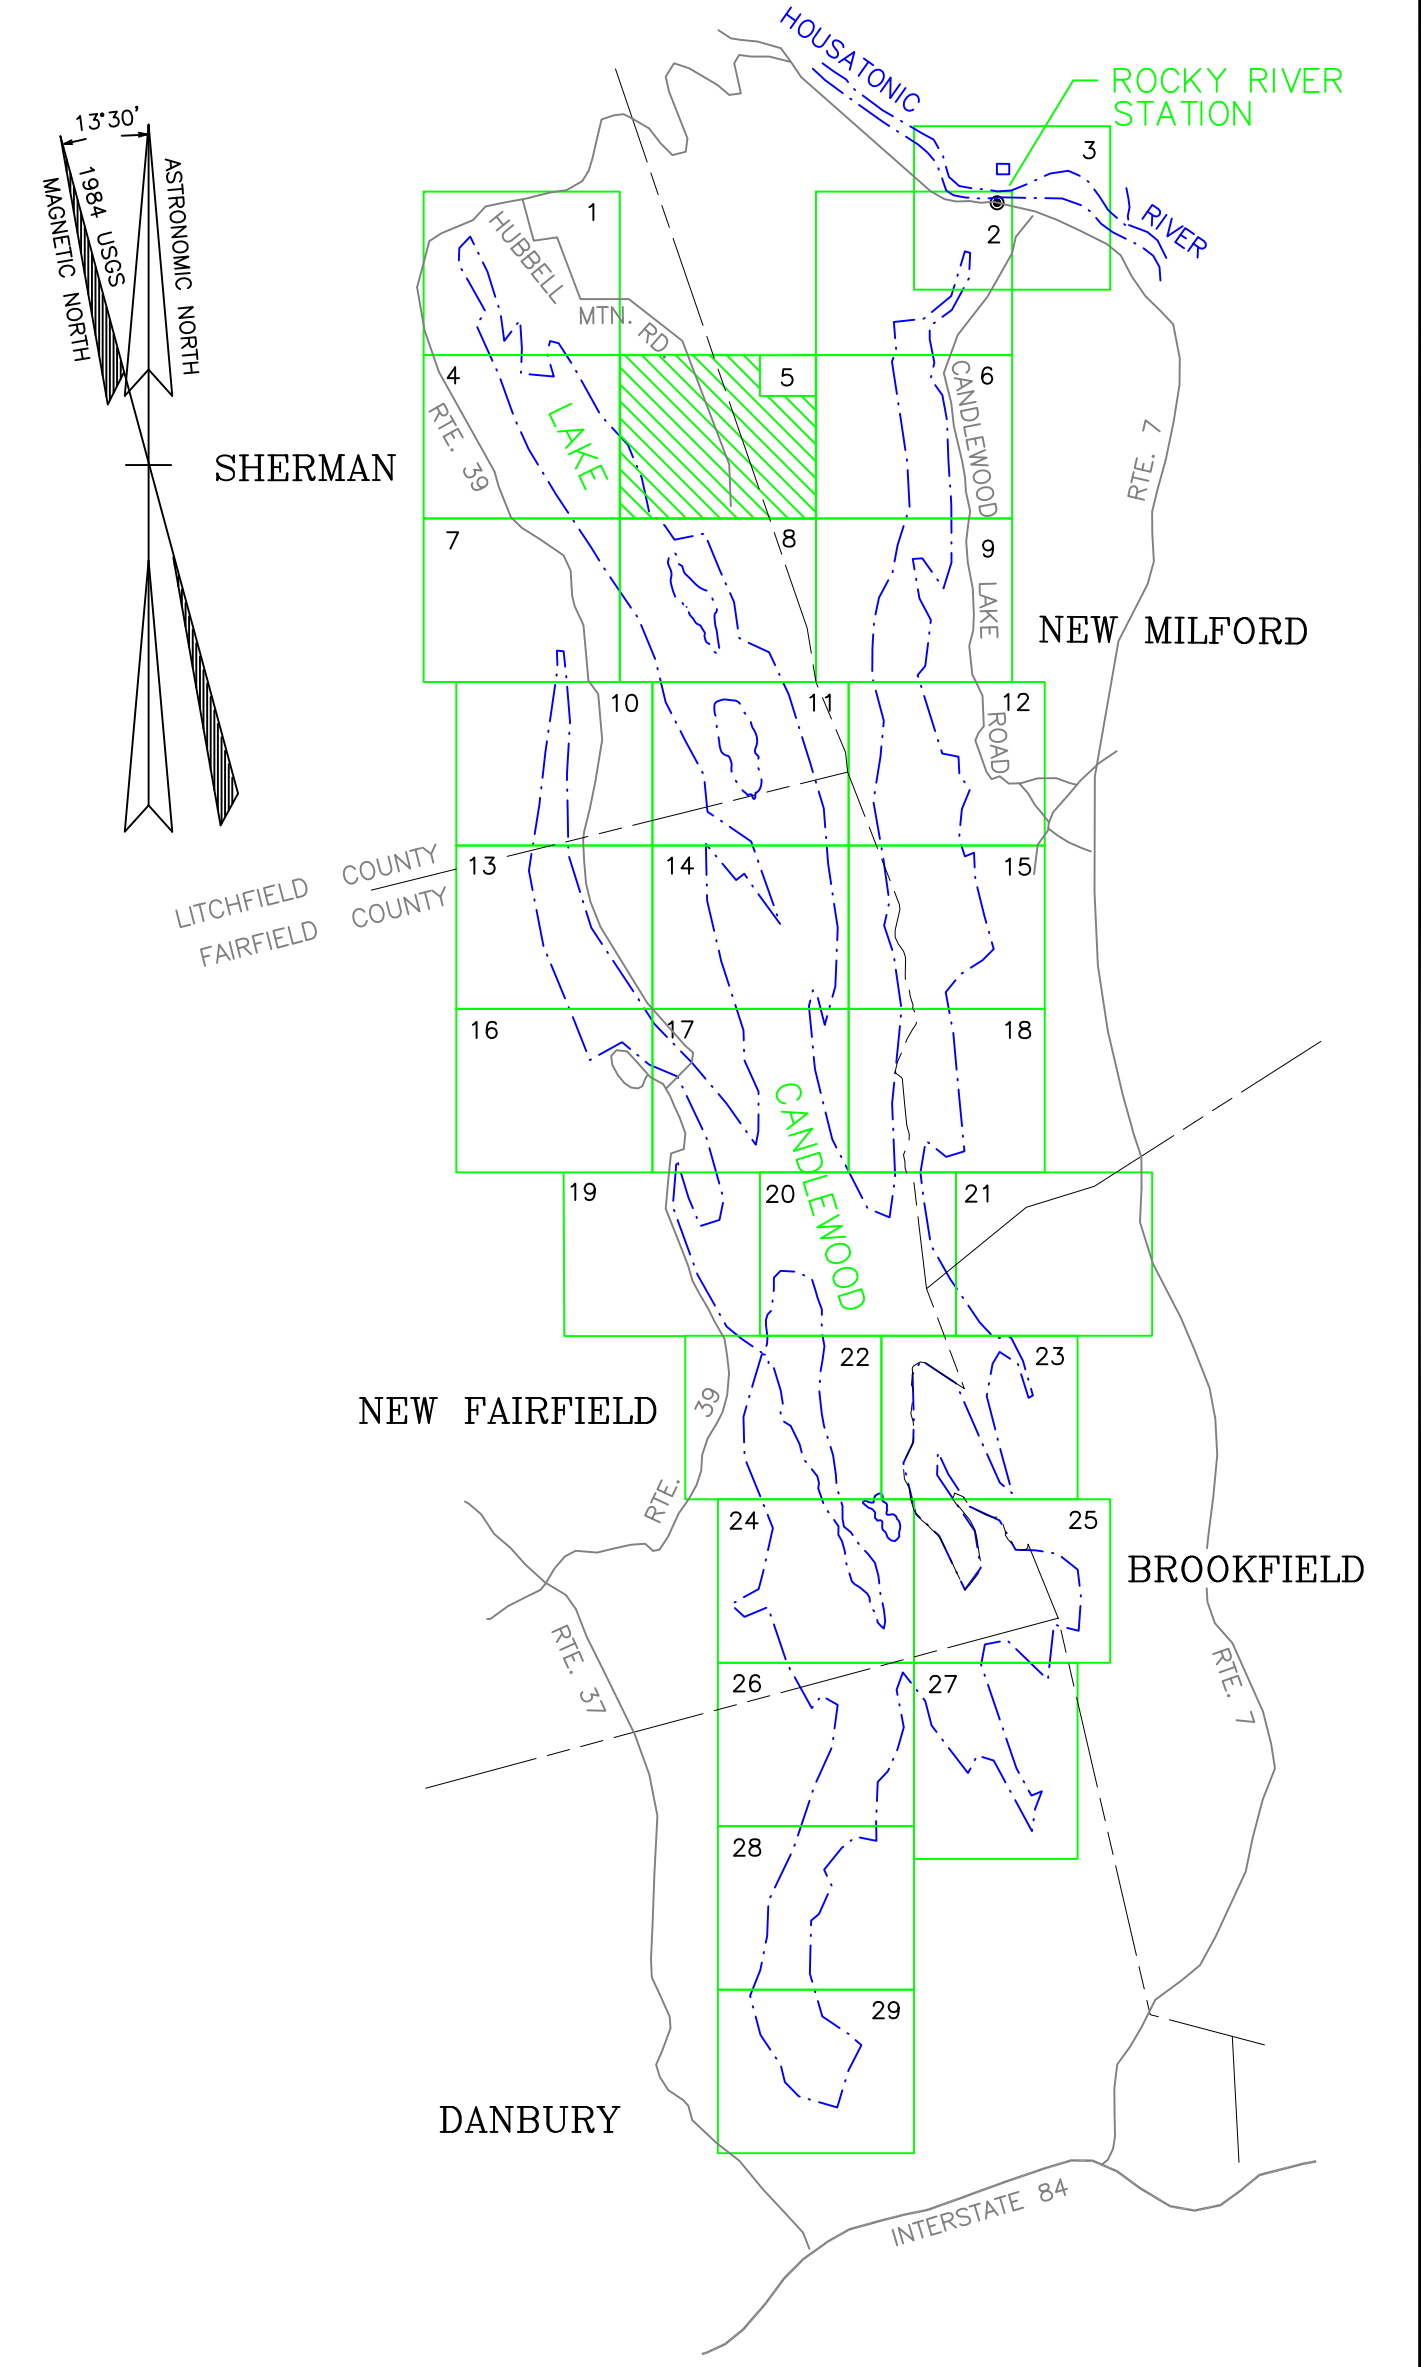 HOUSATONIC
ROCKY RIVER
STATION
13°30'
ASTRONOMIC NORTH
1984 USGS
MAGNETIC NORTH
3
1
2
RIVER
HUBBELL
MTN. RD.
4
5
6
RTE. 39
LAKE
CANDLEWOOD
RTE. 7
SHERMAN
7
8
9
LAKE
NEW MILFORD
10
11
12
ROAD
LITCHFIELD COUNTY
FAIRFIELD COUNTY
13
14
15
16
17
18
CANDLEWOOD
19
20
21
22
23
NEW FAIRFIELD
RTE. 39
24
25
BROOKFIELD
RTE. 37
26
27
RTE. 7
28
29
DANBURY
INTERSTATE 84